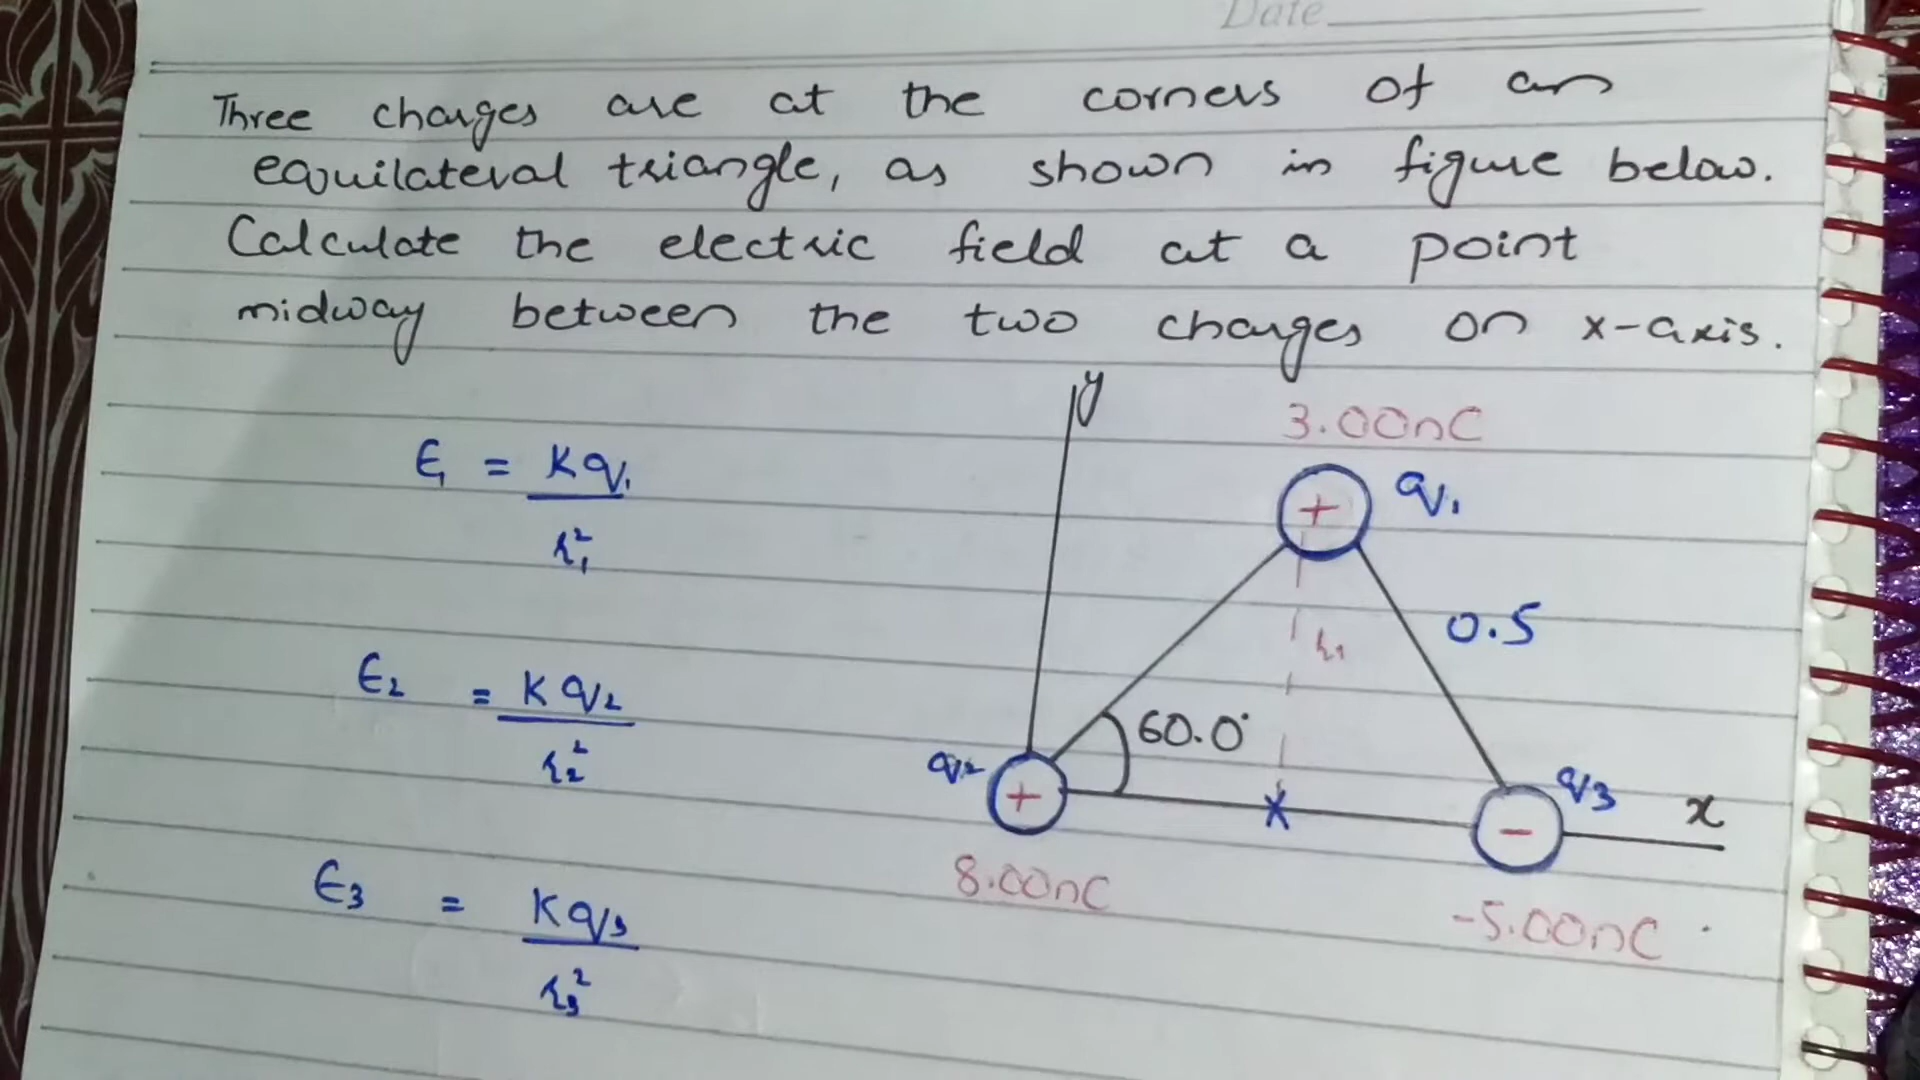 Date
Three charges are at the corners of an
equilateral triangle, as shown in figure below.
Calculate the electric field at a point
midway between the two charges on x-axis.
y
3.00nC
E₁ = Kq₁
r₁²
+ q₁
0.5
r₁
E₂ = Kq₂
r₂²
60.0°
q₂ +
- q₃ x
8.00nC
-5.00nC
E₃ = Kq₃
r₃²